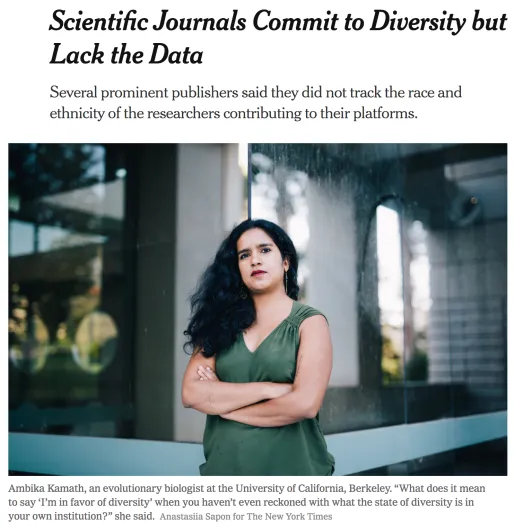 Scientific Journals Commit to Diversity but
Lack the Data
Several prominent publishers said they did not track the race and
ethnicity of the researchers contributing to their platforms.
Ambika Kamath, an evolutionary biologist at the University of California, Berkeley. “What does it mean
to say ‘I’m in favor of diversity’ when you haven’t even reckoned with what the state of diversity is in
your own institution?” she said. Anastasiia Sapon for The New York Times